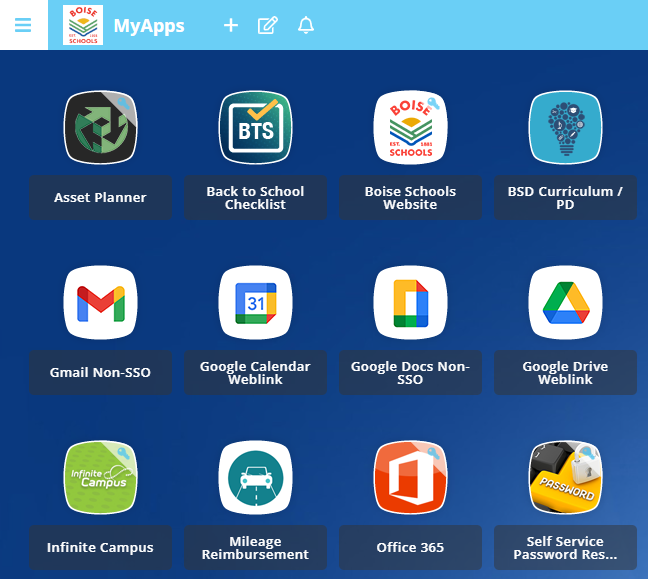 BOISE
EST. 1881
SCHOOLS
MyApps
BTS
BOISE
EST. 1881
SCHOOLS
Asset Planner
Back to School
Checklist
Boise Schools
Website
BSD Curriculum /
PD
31
Gmail Non-SSO
Google Calendar
Weblink
Google Docs Non-
SSO
Google Drive
Weblink
Infinite
Campus
PASSWORD
Infinite Campus
Mileage
Reimbursement
Office 365
Self Service
Password Res...